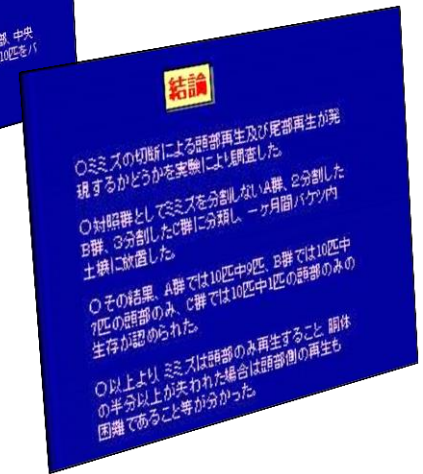 部、中央
10匹をバ
結論
○ミミズの切断による頭部再生及び尾部再生が発
現するかどうかを実験により調査した。
○対照群としてミミズを分割しないA群、2分割した
B群、3分割したC群に分類し、一ヶ月間バケツ内
土壌に放置した。
○その結果、A群では10匹中9匹、B群では10匹中
7匹の頭部のみ、C群では10匹中1匹の頭部のみの
生存が認められた。
○以上より、ミミズは頭部のみ再生すること、胴体
の半分以上が失われた場合は頭部側の再生も
困難であること等が分かった。